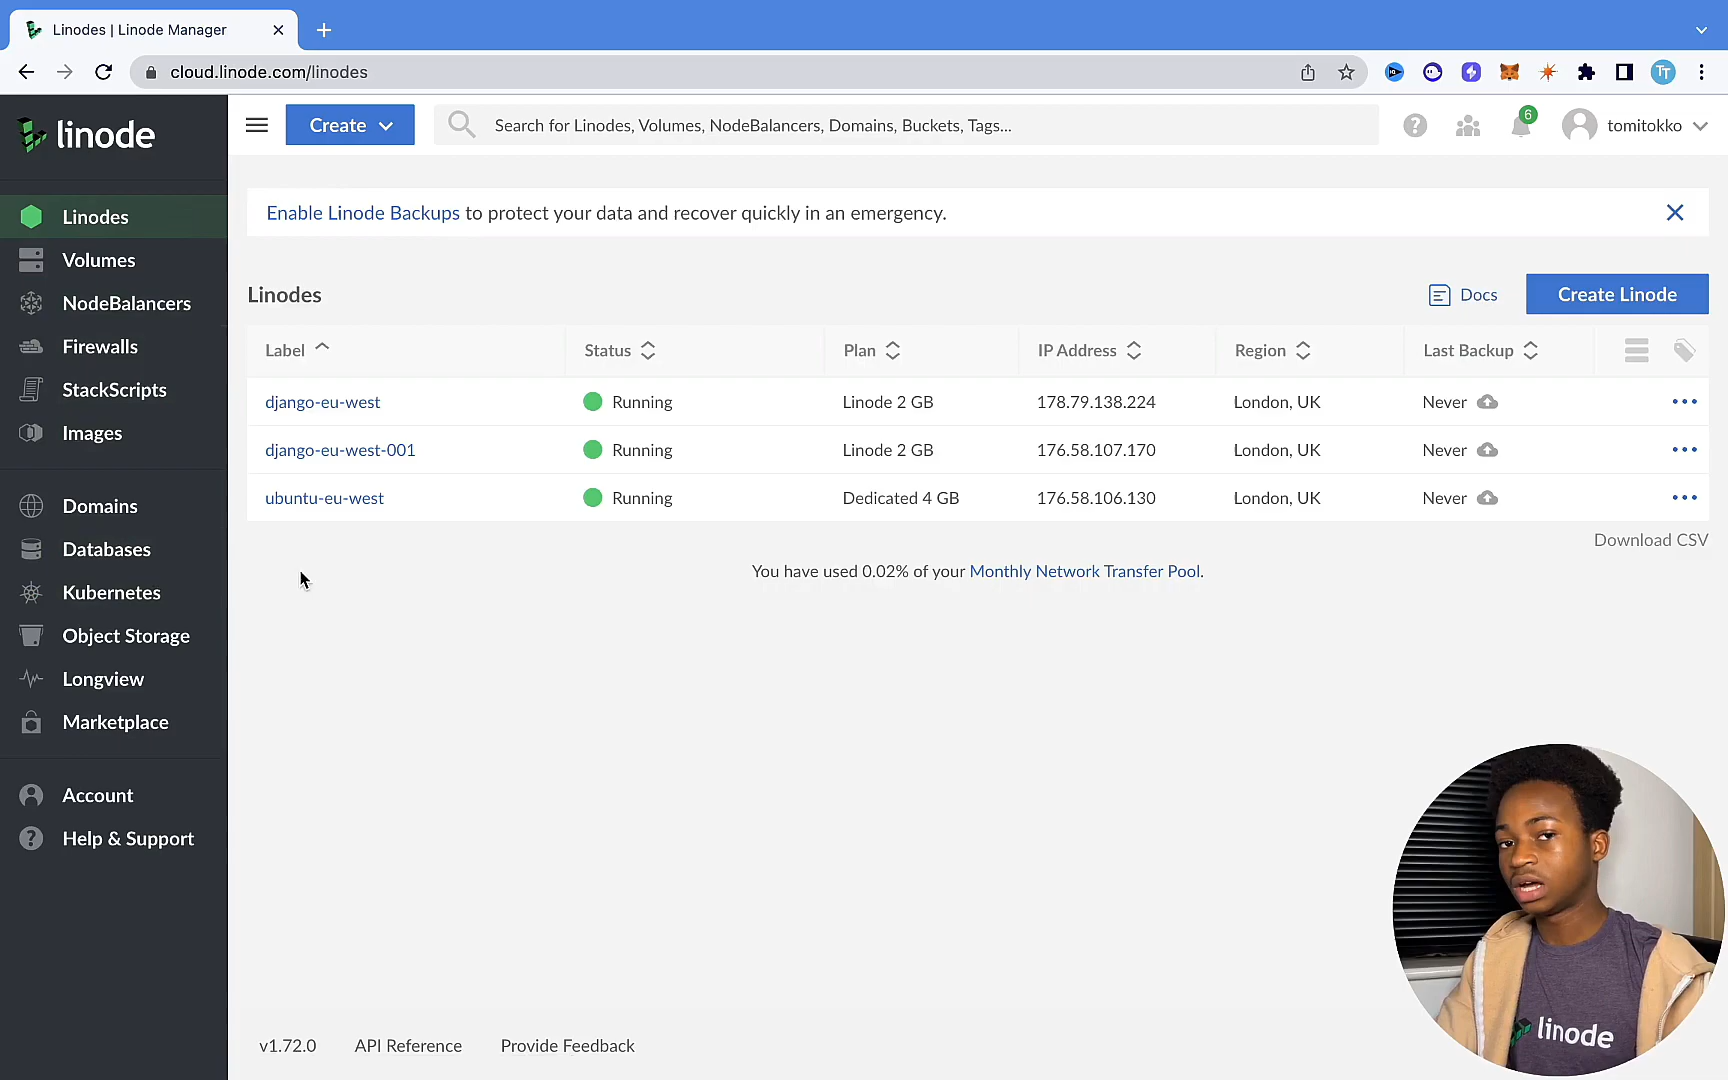 Linodes | Linode Manager
cloud.linode.com/linodes
TT
linode
Create
Search for Linodes, Volumes, NodeBalancers, Domains, Buckets, Tags...
6
tomitokko
Linodes
Volumes
NodeBalancers
Firewalls
StackScripts
Images
Domains
Databases
Kubernetes
Object Storage
Longview
Marketplace
Account
Help & Support
Enable Linode Backups to protect your data and recover quickly in an emergency.
Linodes
Docs
Create Linode
Label Status Plan IP Address Region Last Backup
django-eu-west Running Linode 2 GB 178.79.138.224 London, UK Never
django-eu-west-001 Running Linode 2 GB 176.58.107.170 London, UK Never
ubuntu-eu-west Running Dedicated 4 GB 176.58.106.130 London, UK Never
Download CSV
You have used 0.02% of your Monthly Network Transfer Pool.
v1.72.0 API Reference Provide Feedback
linode